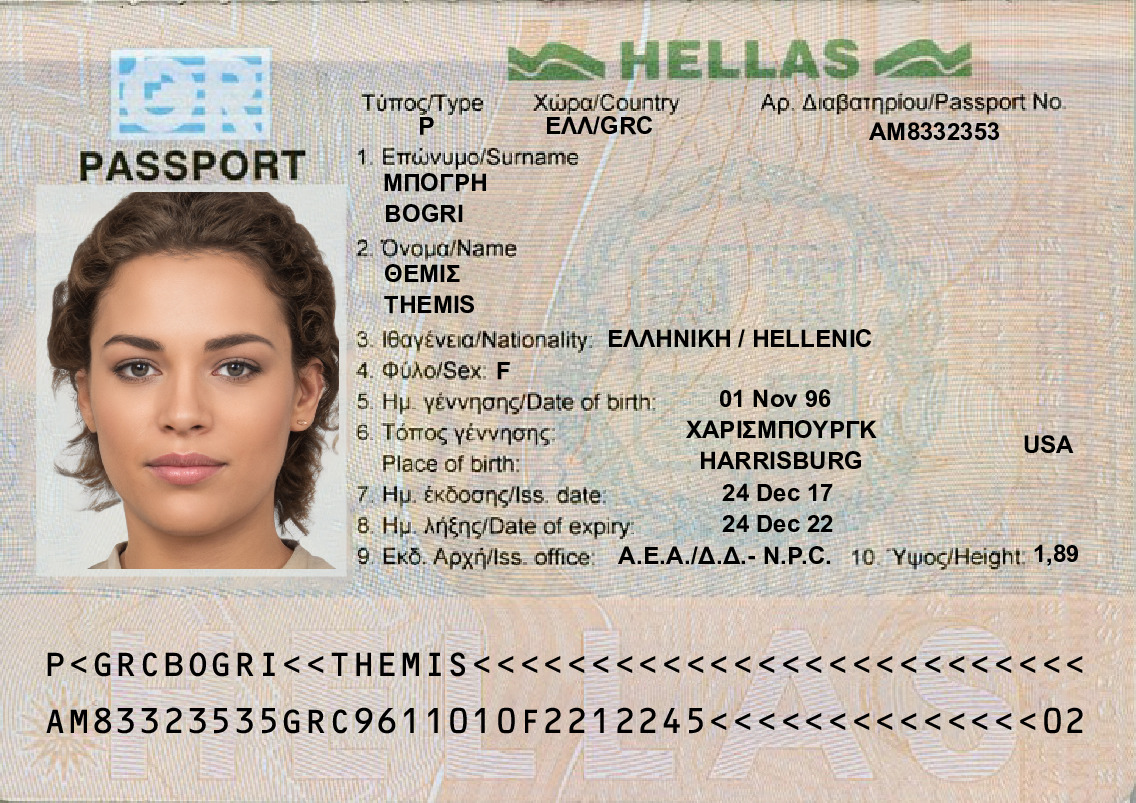 GR
HELLAS
PASSPORT
Τύπος/Type Χώρα/Country Αρ. Διαβατηρίου/Passport No.
P ΕΛΛ/GRC AM8332353
1. Επώνυμο/Surname
ΜΠΟΓΡΗ
BOGRI
2. Όνομα/Name
ΘΕΜΙΣ
THEMIS
3. Ιθαγένεια/Nationality: ΕΛΛΗΝΙΚΗ / HELLENIC
4. Φύλο/Sex: F
5. Ημ. γέννησης/Date of birth: 01 Nov 96
6. Τόπος γέννησης: ΧΑΡΙΣΜΠΟΥΡΓΚ
Place of birth: HARRISBURG USA
7. Ημ. έκδοσης/Iss. date: 24 Dec 17
8. Ημ. λήξης/Date of expiry: 24 Dec 22
9. Εκδ. Αρχή/Iss. office: Α.Ε.Α./Δ.Δ.- N.P.C. 10. Ύψος/Height: 1,89
HELLAS
P<GRCBOGRI<<THEMIS<<<<<<<<<<<<<<<<<<<<<<<<<<
AM83323535GRC9611010F2212245<<<<<<<<<<<<<<02